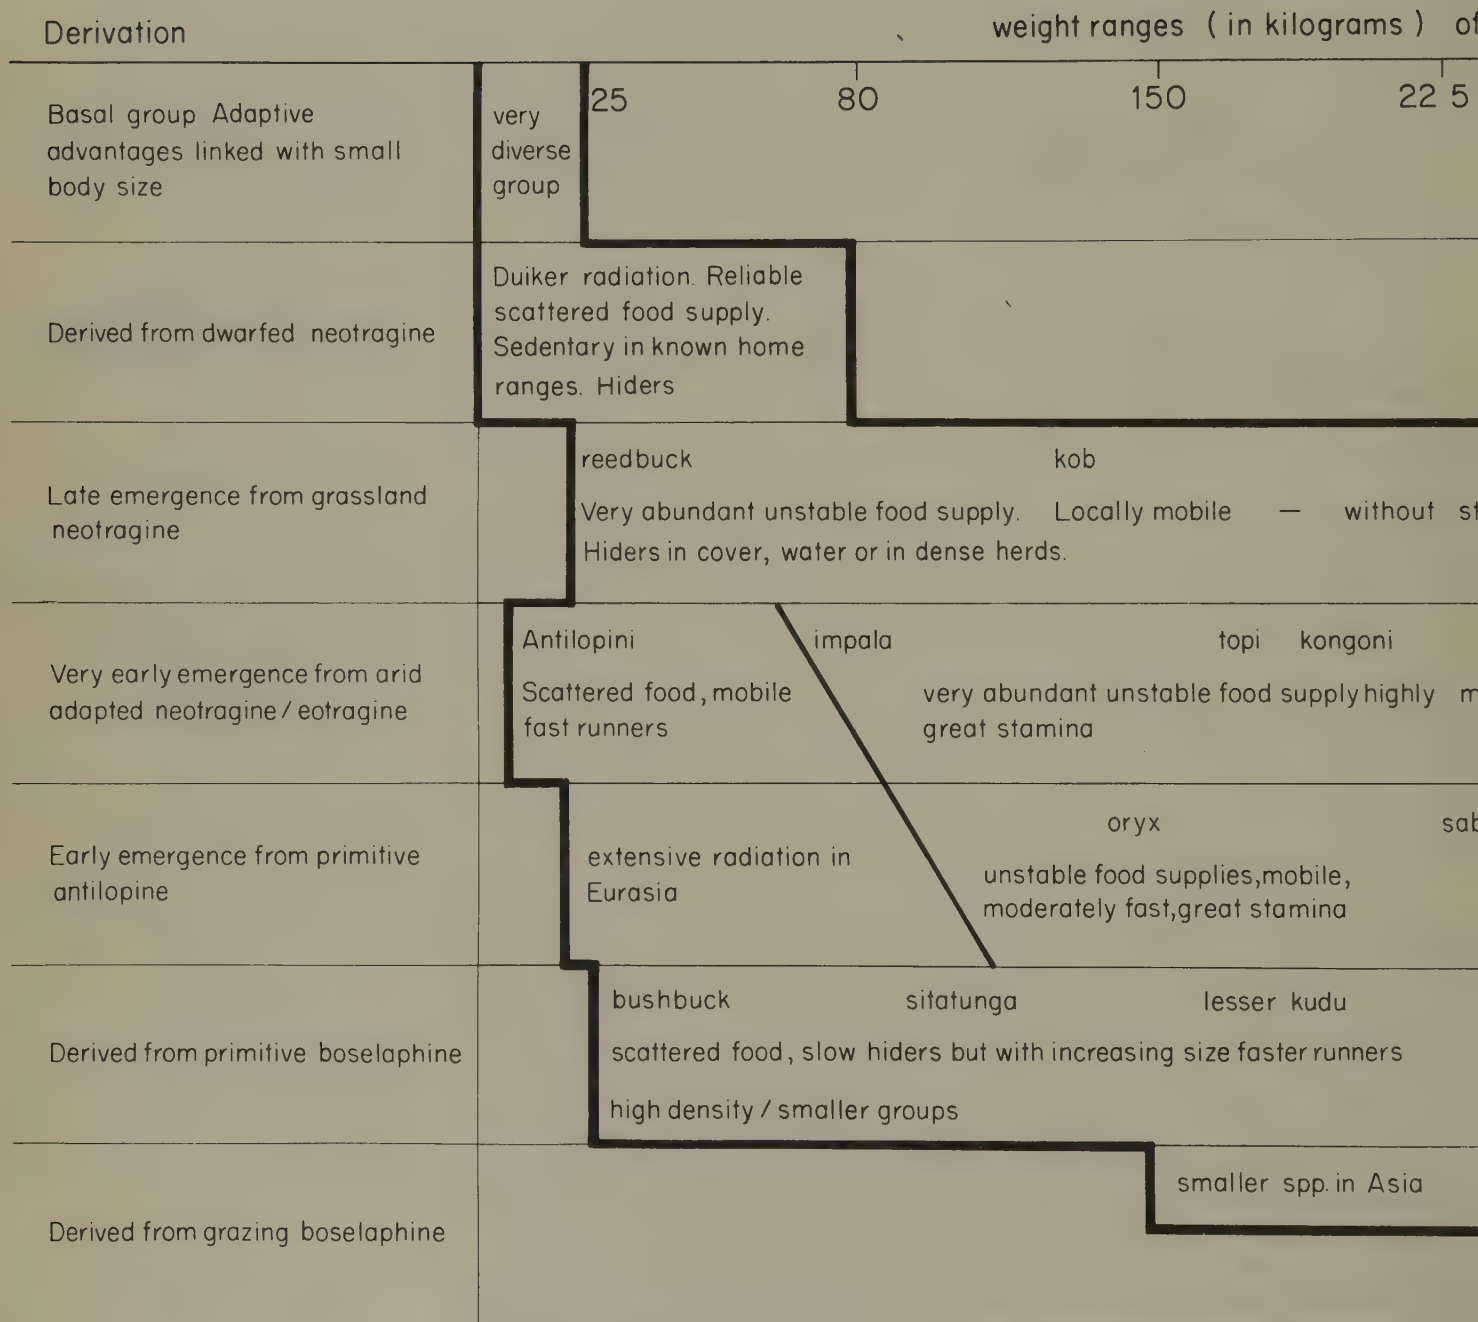 Derivation
weight ranges (in kilograms) of
25 80 150 22 5
Basal group Adaptive
advantages linked with small
body size
very
diverse
group
Derived from dwarfed neotragine
Duiker radiation. Reliable
scattered food supply.
Sedentary in known home
ranges. Hiders
Late emergence from grassland
neotragine
reedbuck kob
Very abundant unstable food supply. Locally mobile — without
Hiders in cover, water or in dense herds.
Very early emergence from arid
adapted neotragine/eotragine
Antilopini impala topi kongoni
Scattered food, mobile
fast runners
very abundant unstable food supply highly
great stamina
Early emergence from primitive
antilopine
extensive radiation in
Eurasia
oryx
unstable food supplies, mobile,
moderately fast, great stamina
Derived from primitive boselaphine
bushbuck sitatunga lesser kudu
scattered food, slow hiders but with increasing size faster runners
high density / smaller groups
Derived from grazing boselaphine
smaller spp. in Asia